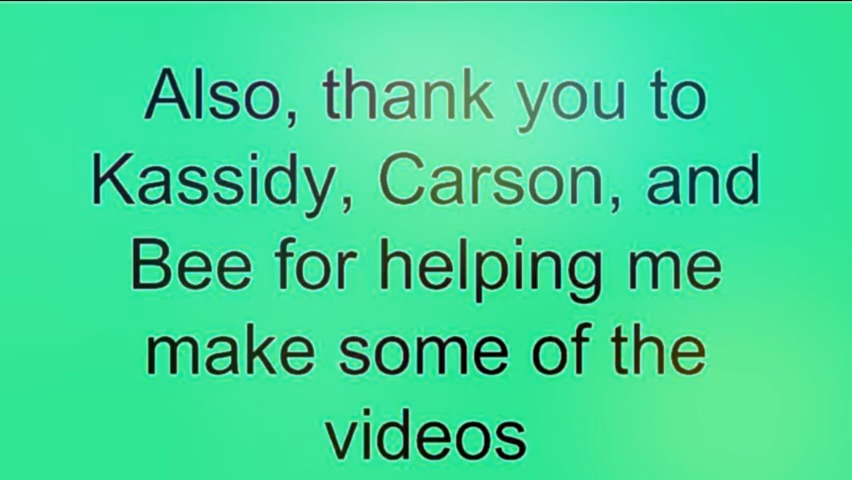 Also, thank you to
Kassidy, Carson, and
Bee for helping me
make some of the
videos